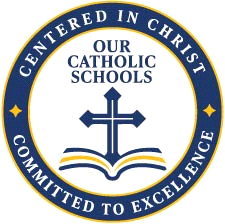 CENTERED IN CHRIST
OUR
CATHOLIC
SCHOOLS
COMMITTED TO EXCELLENCE